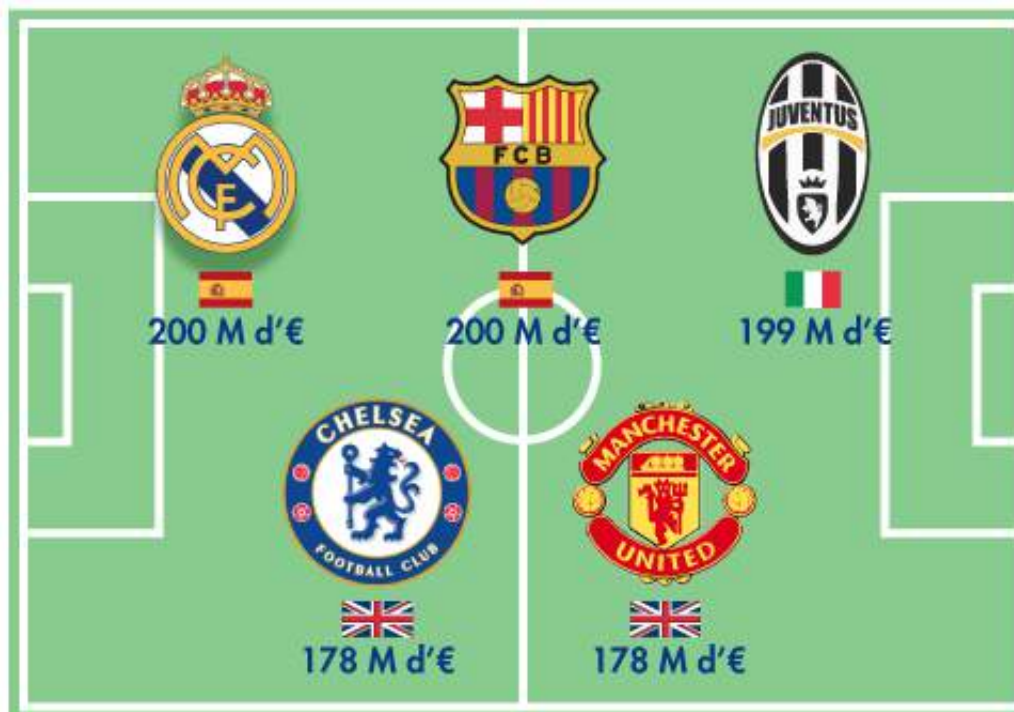 FCB
JUVENTUS
200 M d'€
200 M d'€
199 M d'€
CHELSEA
FOOTBALL CLUB
MANCHESTER
UNITED
178 M d'€
178 M d'€